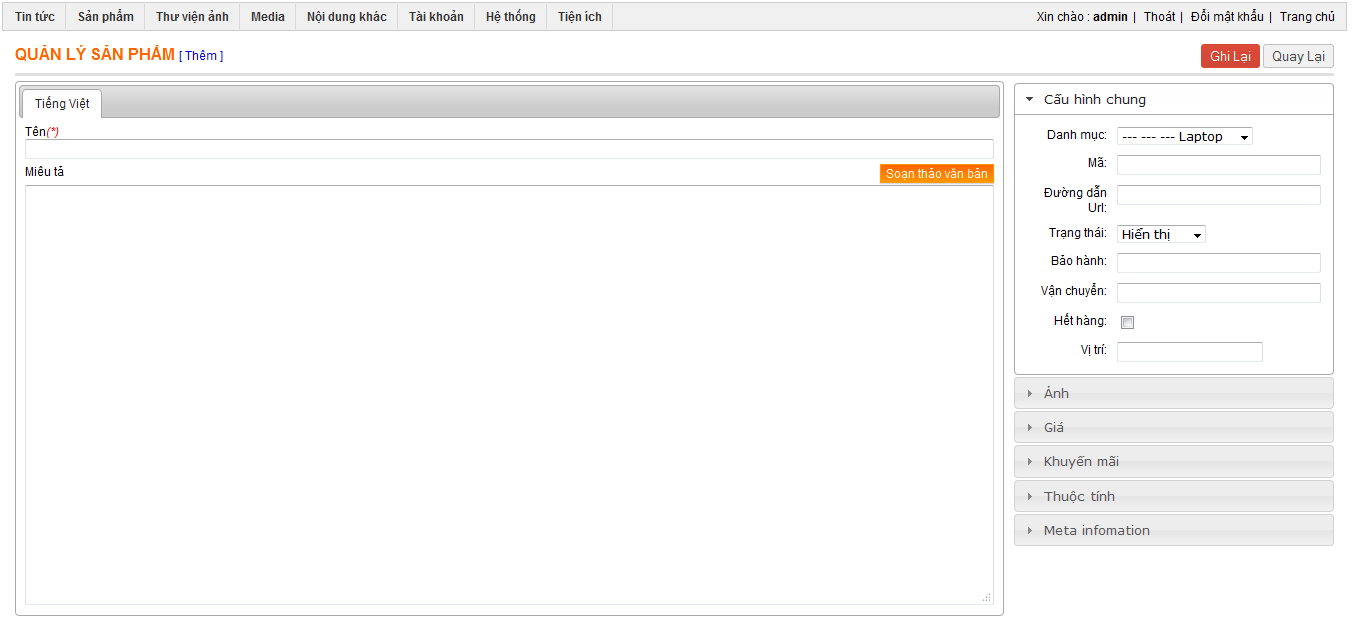 Tin tức Sản phẩm Thư viện ảnh Media Nội dung khác Tài khoản Hệ thống Tiện ích Xin chào : admin | Thoát | Đổi mật khẩu | Trang chủ
QUẢN LÝ SẢN PHẨM [ Thêm ] Ghi Lại Quay Lại
Tiếng Việt
Tên(*)
Miêu tả Soạn thảo văn bản
Cấu hình chung
Danh mục: --- --- --- Laptop
Mã:
Đường dẫn
Url:
Trạng thái: Hiển thị
Bảo hành:
Vận chuyển:
Hết hàng:
Vị trí:
Ảnh
Giá
Khuyến mãi
Thuộc tính
Meta infomation